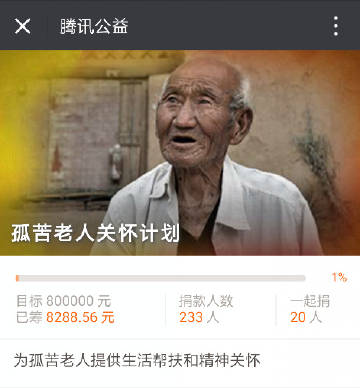 腾讯公益
孤苦老人关怀计划
1%
目标 800000 元 捐款人数 一起捐
已筹 8288.56 元 233 人 20 人
为孤苦老人提供生活帮扶和精神关怀